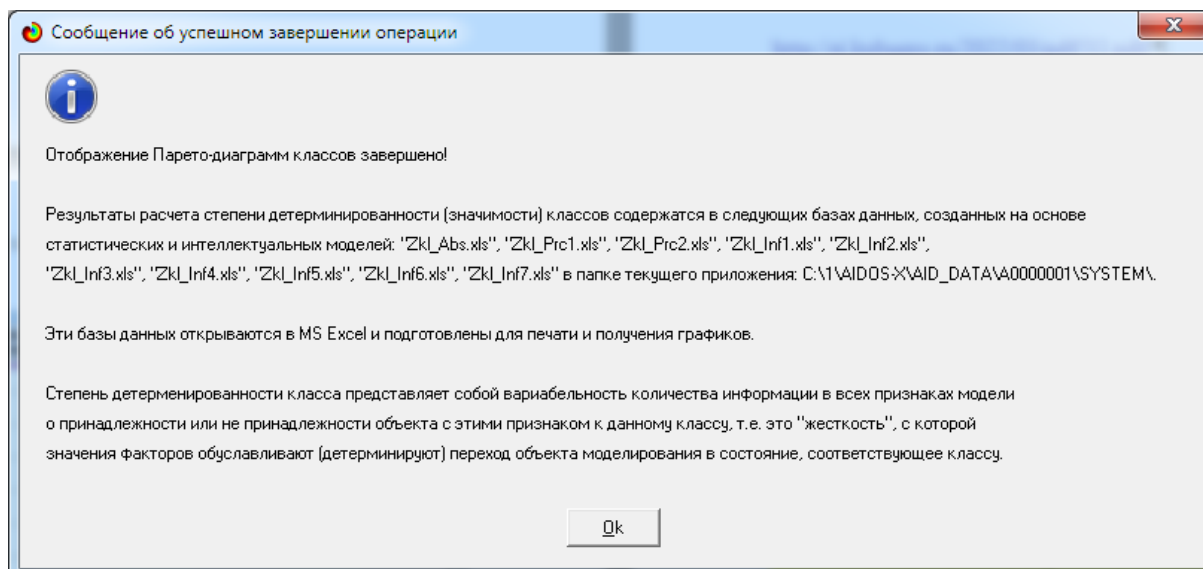 Сообщение об успешном завершении операции
Отображение Парето-диаграмм классов завершено!
Результаты расчета степени детерминированности (значимости) классов содержатся в следующих базах данных, созданных на основе
статистических и интеллектуальных моделей: "Zkl_Abs.xls", "Zkl_Prc1.xls", "Zkl_Prc2.xls", "Zkl_Inf1.xls", "Zkl_Inf2.xls",
"Zkl_Inf3.xls", "Zkl_Inf4.xls", "Zkl_Inf5.xls", "Zkl_Inf6.xls", "Zkl_Inf7.xls" в папке текущего приложения: C:\1\AIDOS-X\AID_DATA\A0000001\SYSTEM\.
Эти базы данных открываются в MS Excel и подготовлены для печати и получения графиков.
Степень детерменированности класса представляет собой вариабельность количества информации в всех признаках модели
о принадлежности или не принадлежности объекта с этими признаком к данному классу, т.е. это "жесткость", с которой
значения факторов обуславливают (детерминируют) переход объекта моделирования в состояние, соответствующее классу.
Ok